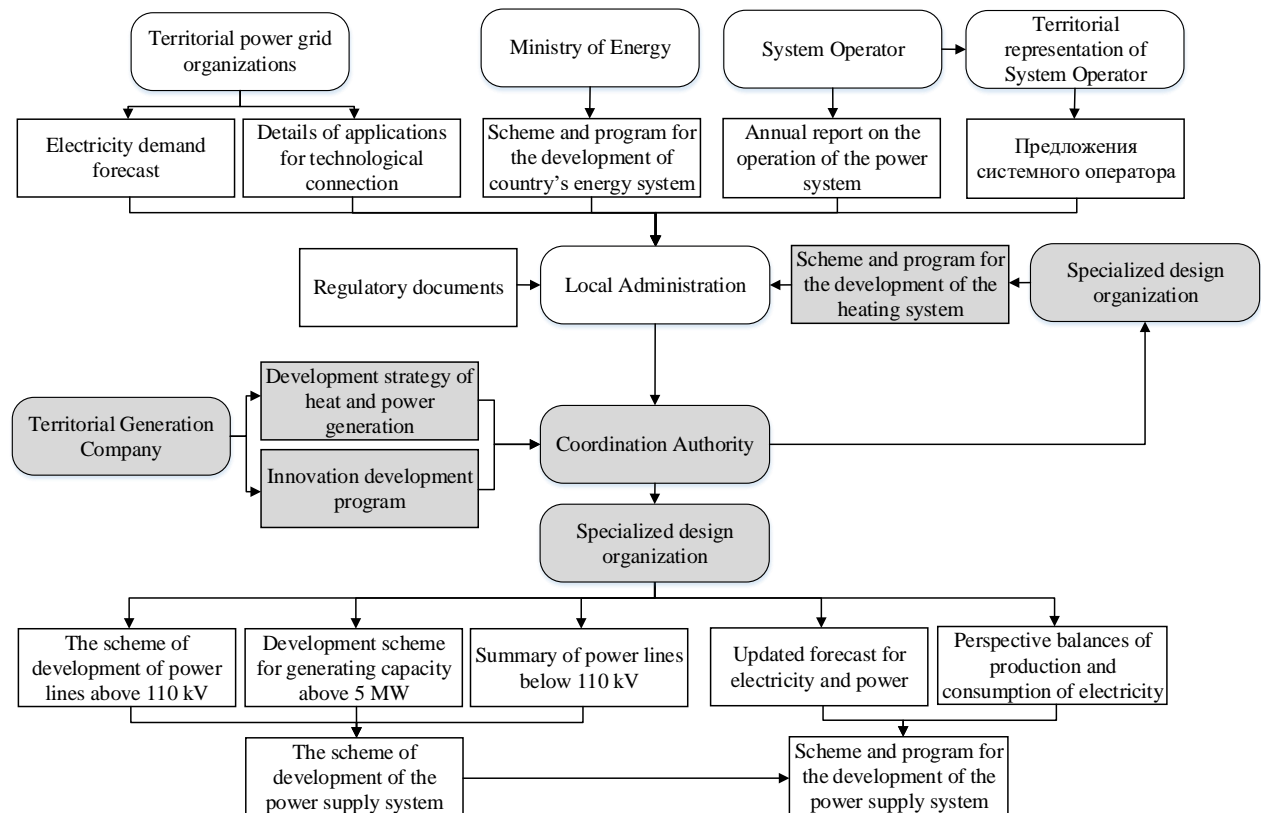 Territorial power grid
organizations
Ministry of Energy
System Operator
Territorial
representation of
System Operator
Electricity demand
forecast
Details of applications
for technological
connection
Scheme and program for
the development of
country’s energy system
Annual report on the
operation of the power
system
Предложения
системного оператора
Regulatory documents
Local Administration
Scheme and program for
the development of the
heating system
Specialized design
organization
Territorial Generation
Company
Development strategy of
heat and power
generation
Innovation development
program
Coordination Authority
Specialized design
organization
The scheme of
development of power
lines above 110 kV
Development scheme
for generating capacity
above 5 MW
Summary of power lines
below 110 kV
Updated forecast for
electricity and power
Perspective balances of
production and
consumption of electricity
The scheme of
development of the
power supply system
Scheme and program for
the development of the
power supply system